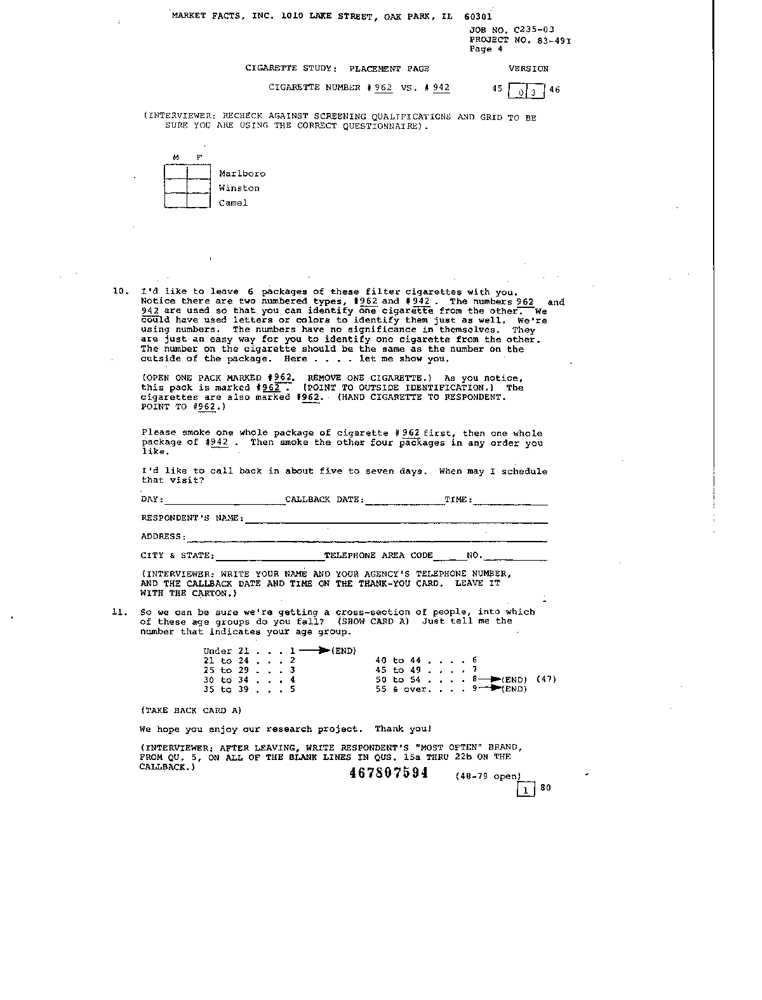 MARKET FACTS, INC. 1010 LAKE STREET, OAK PARK, IL 60301
JOB NO. C235-03
PROJECT NO. 83-491
Page 4
CIGARETTE STUDY: PLACEMENT PAGE VERSION
CIGARETTE NUMBER #962 VS. #942 45 0 3 46
(INTERVIEWER: RECHECK AGAINST SCREENING QUALIFICATIONS AND GRID TO BE
SURE YOU ARE USING THE CORRECT QUESTIONNAIRE).
M F
Marlboro
Winston
Camel
10. I'd like to leave 6 packages of these filter cigarettes with you.
Notice there are two numbered types, #962 and #942 . The numbers 962 and
942 are used so that you can identify one cigarette from the other. We
could have used letters or colors to identify them just as well. We're
using numbers. The numbers have no significance in themselves. They
are just an easy way for you to identify one cigarette from the other.
The number on the cigarette should be the same as the number on the
outside of the package. Here . . . . let me show you.
(OPEN ONE PACK MARKED #962. REMOVE ONE CIGARETTE.) As you notice,
this pack is marked #962 . (POINT TO OUTSIDE IDENTIFICATION.) The
cigarettes are also marked #962. (HAND CIGARETTE TO RESPONDENT.
POINT TO #962.)
Please smoke one whole package of cigarette #962 first, then one whole
package of #942 . Then smoke the other four packages in any order you
like.
I'd like to call back in about five to seven days. When may I schedule
that visit?
DAY: CALLBACK DATE: TIME:
RESPONDENT'S NAME:
ADDRESS:
CITY & STATE: TELEPHONE AREA CODE NO.
(INTERVIEWER: WRITE YOUR NAME AND YOUR AGENCY'S TELEPHONE NUMBER,
AND THE CALLBACK DATE AND TIME ON THE THANK-YOU CARD. LEAVE IT
WITH THE CARTON.)
11. So we can be sure we're getting a cross-section of people, into which
of these age groups do you fall? (SHOW CARD A) Just tell me the
number that indicates your age group.
Under 21 . . . 1 (END)
21 to 24 . . . 2 40 to 44 . . . . 6
25 to 29 . . . 3 45 to 49 . . . . 7
30 to 34 . . . 4 50 to 54 . . . . 8 (END) (47)
35 to 39 . . . 5 55 & over. . . . 9 (END)
(TAKE BACK CARD A)
We hope you enjoy our research project. Thank you!
(INTERVIEWER: AFTER LEAVING, WRITE RESPONDENT'S "MOST OFTEN" BRAND,
FROM QU. 5, ON ALL OF THE BLANK LINES IN QUS. 15a THRU 22b ON THE
CALLBACK.)
467807594 (48-79 open)
1 80